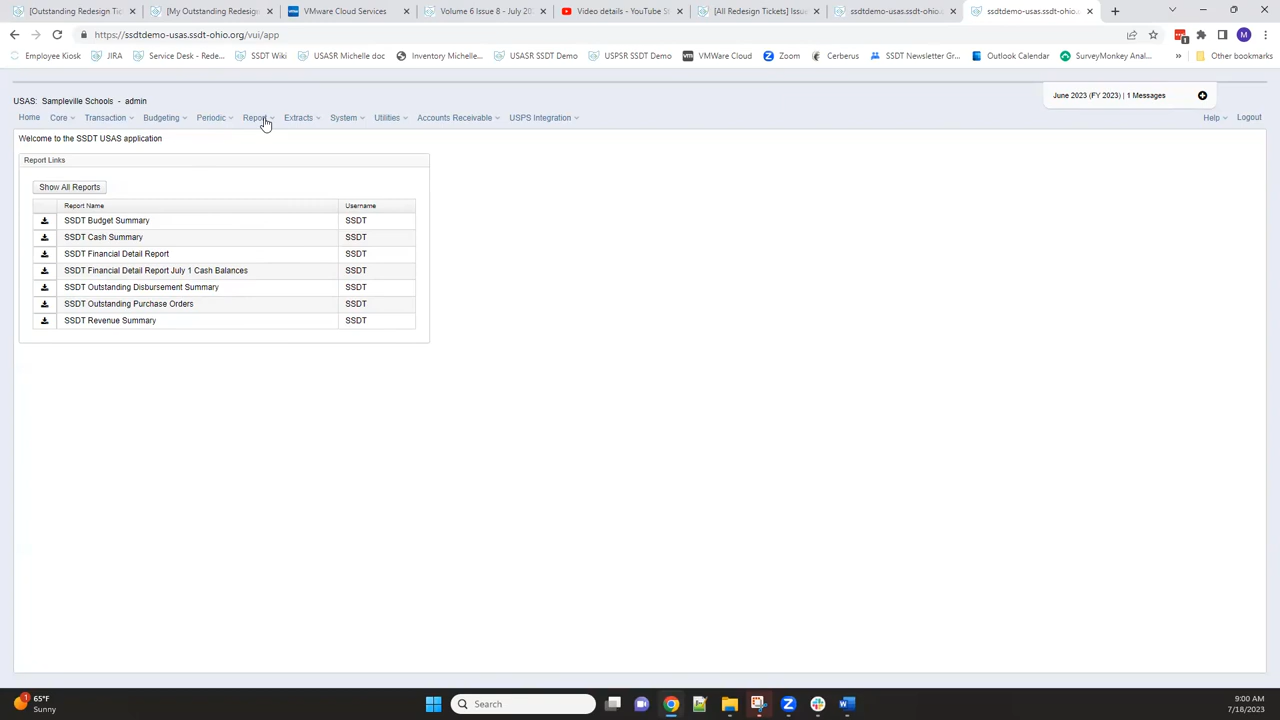 [Outstanding Redesign Tic
[My Outstanding Redesign
VMware Cloud Services
Volume 6 Issue 8 - July 202
Video details - YouTube St
[All Redesign Tickets] Issue
ssdtdemo-usas.ssdt-ohio.o
ssdtdemo-usas.ssdt-ohio.
https://ssdtdemo-usas.ssdt-ohio.org/vui/app
1
M
Employee Kiosk
JIRA
Service Desk - Rede...
SSDT Wiki
USASR Michelle doc
Inventory Michelle...
USASR SSDT Demo
USPSR SSDT Demo
VMWare Cloud
Zoom
Cerberus
SSDT Newsletter Gr...
Outlook Calendar
SurveyMonkey Anal...
»
Other bookmarks
USAS: Sampleville Schools - admin
June 2023 (FY 2023) | 1 Messages
Home Core Transaction Budgeting Periodic Report Extracts System Utilities Accounts Receivable USPS Integration Help Logout
Welcome to the SSDT USAS application
Report Links
Show All Reports
Report Name Username
SSDT Budget Summary SSDT
SSDT Cash Summary SSDT
SSDT Financial Detail Report SSDT
SSDT Financial Detail Report July 1 Cash Balances SSDT
SSDT Outstanding Disbursement Summary SSDT
SSDT Outstanding Purchase Orders SSDT
SSDT Revenue Summary SSDT
1
65°F
Sunny
Search
9:00 AM
7/18/2023